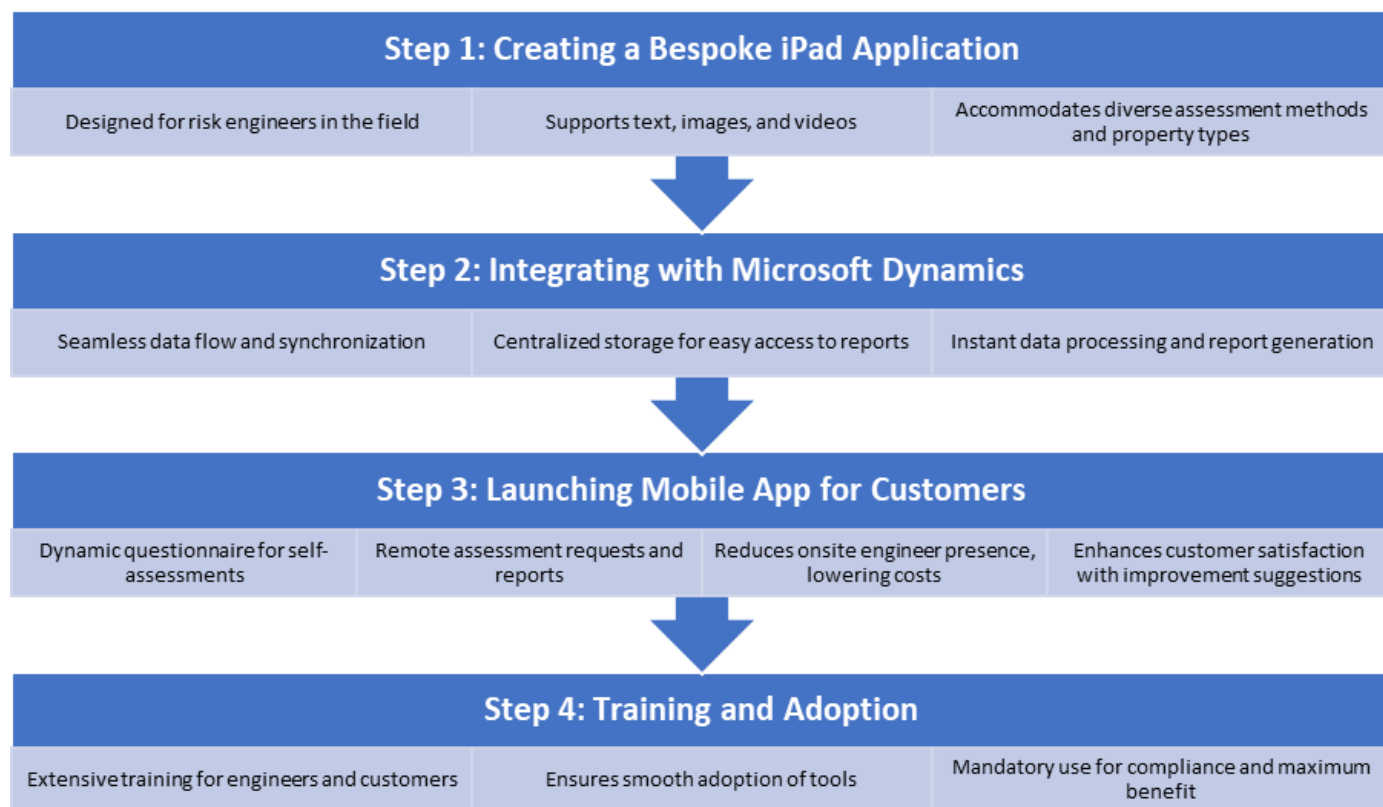 Step 1: Creating a Bespoke iPad Application
Designed for risk engineers in the field
Supports text, images, and videos
Accommodates diverse assessment methods
and property types
Step 2: Integrating with Microsoft Dynamics
Seamless data flow and synchronization
Centralized storage for easy access to reports
Instant data processing and report generation
Step 3: Launching Mobile App for Customers
Dynamic questionnaire for self-
assessments
Remote assessment requests and
reports
Reduces onsite engineer presence,
lowering costs
Enhances customer satisfaction
with improvement suggestions
Step 4: Training and Adoption
Extensive training for engineers and customers
Ensures smooth adoption of tools
Mandatory use for compliance and maximum
benefit